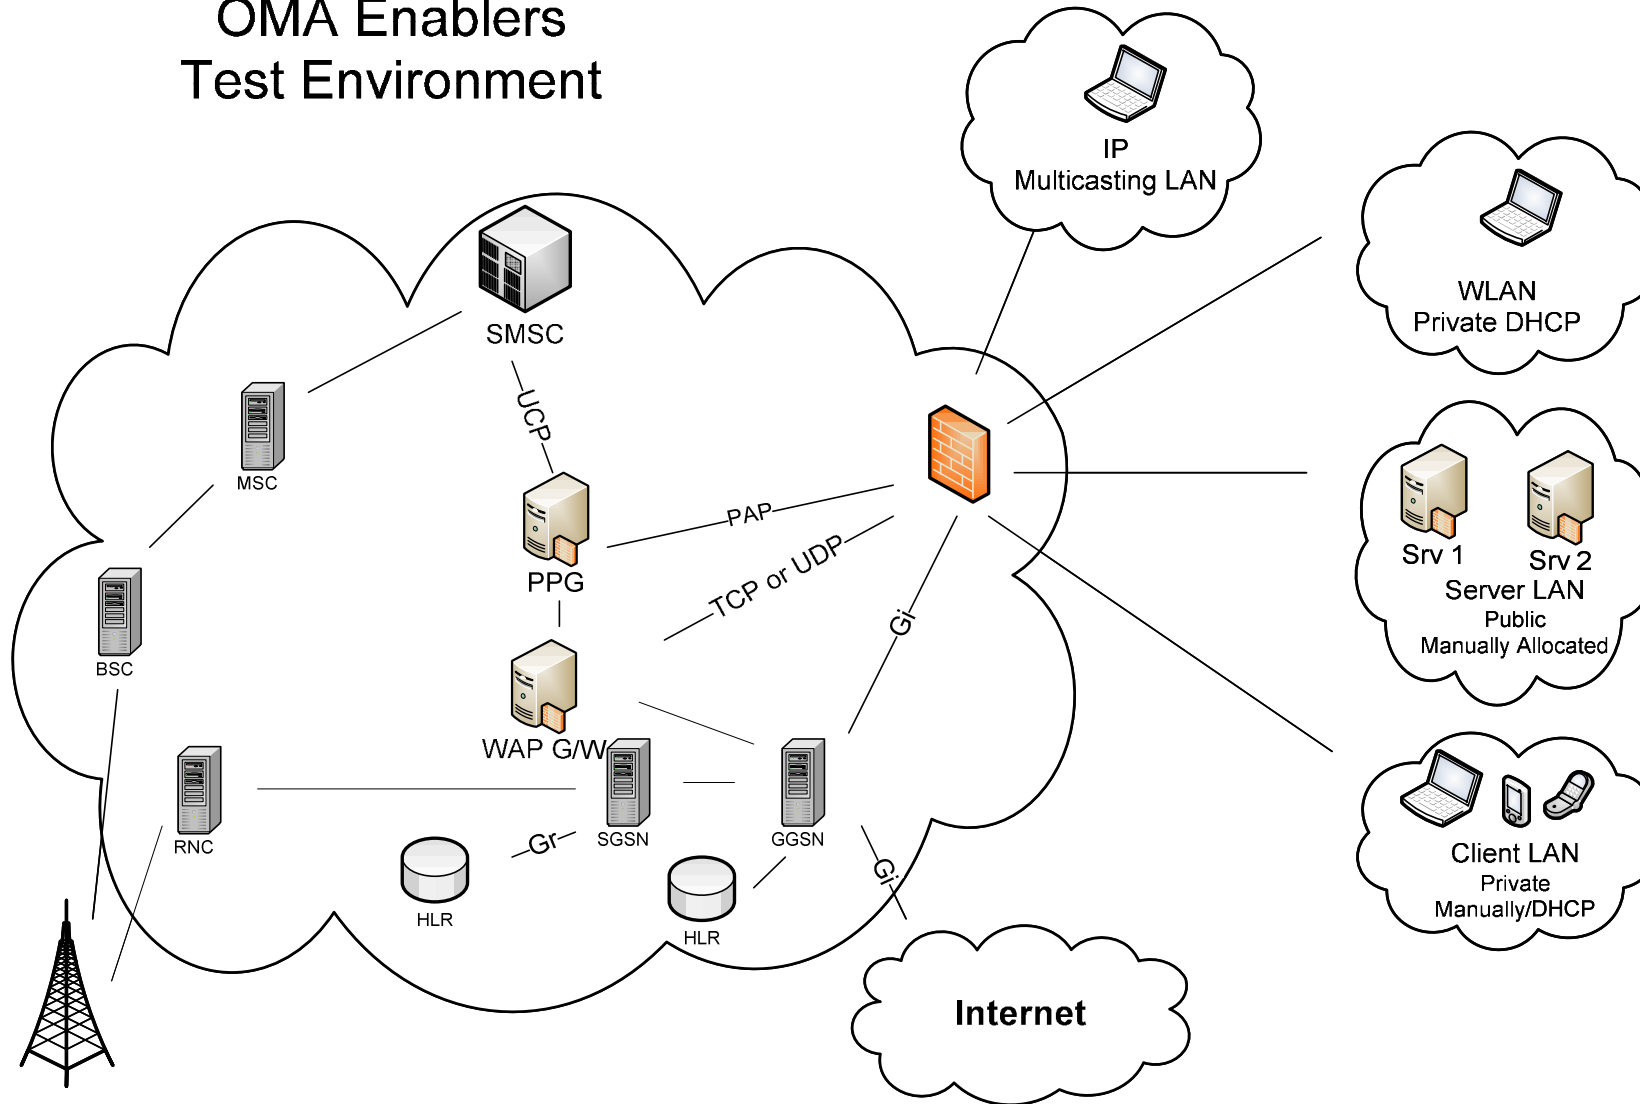 OMA Enablers
Test Environment
IP
Multicasting LAN
WLAN
Private DHCP
SMSC
UCP
MSC
PAP
PPG
TCP or UDP
Gi
Srv 1
Srv 2
Server LAN
Public
Manually Allocated
BSC
WAP G/W
RNC
SGSN
GGSN
Gr
HLR
HLR
Gi
Client LAN
Private
Manually/DHCP
Internet